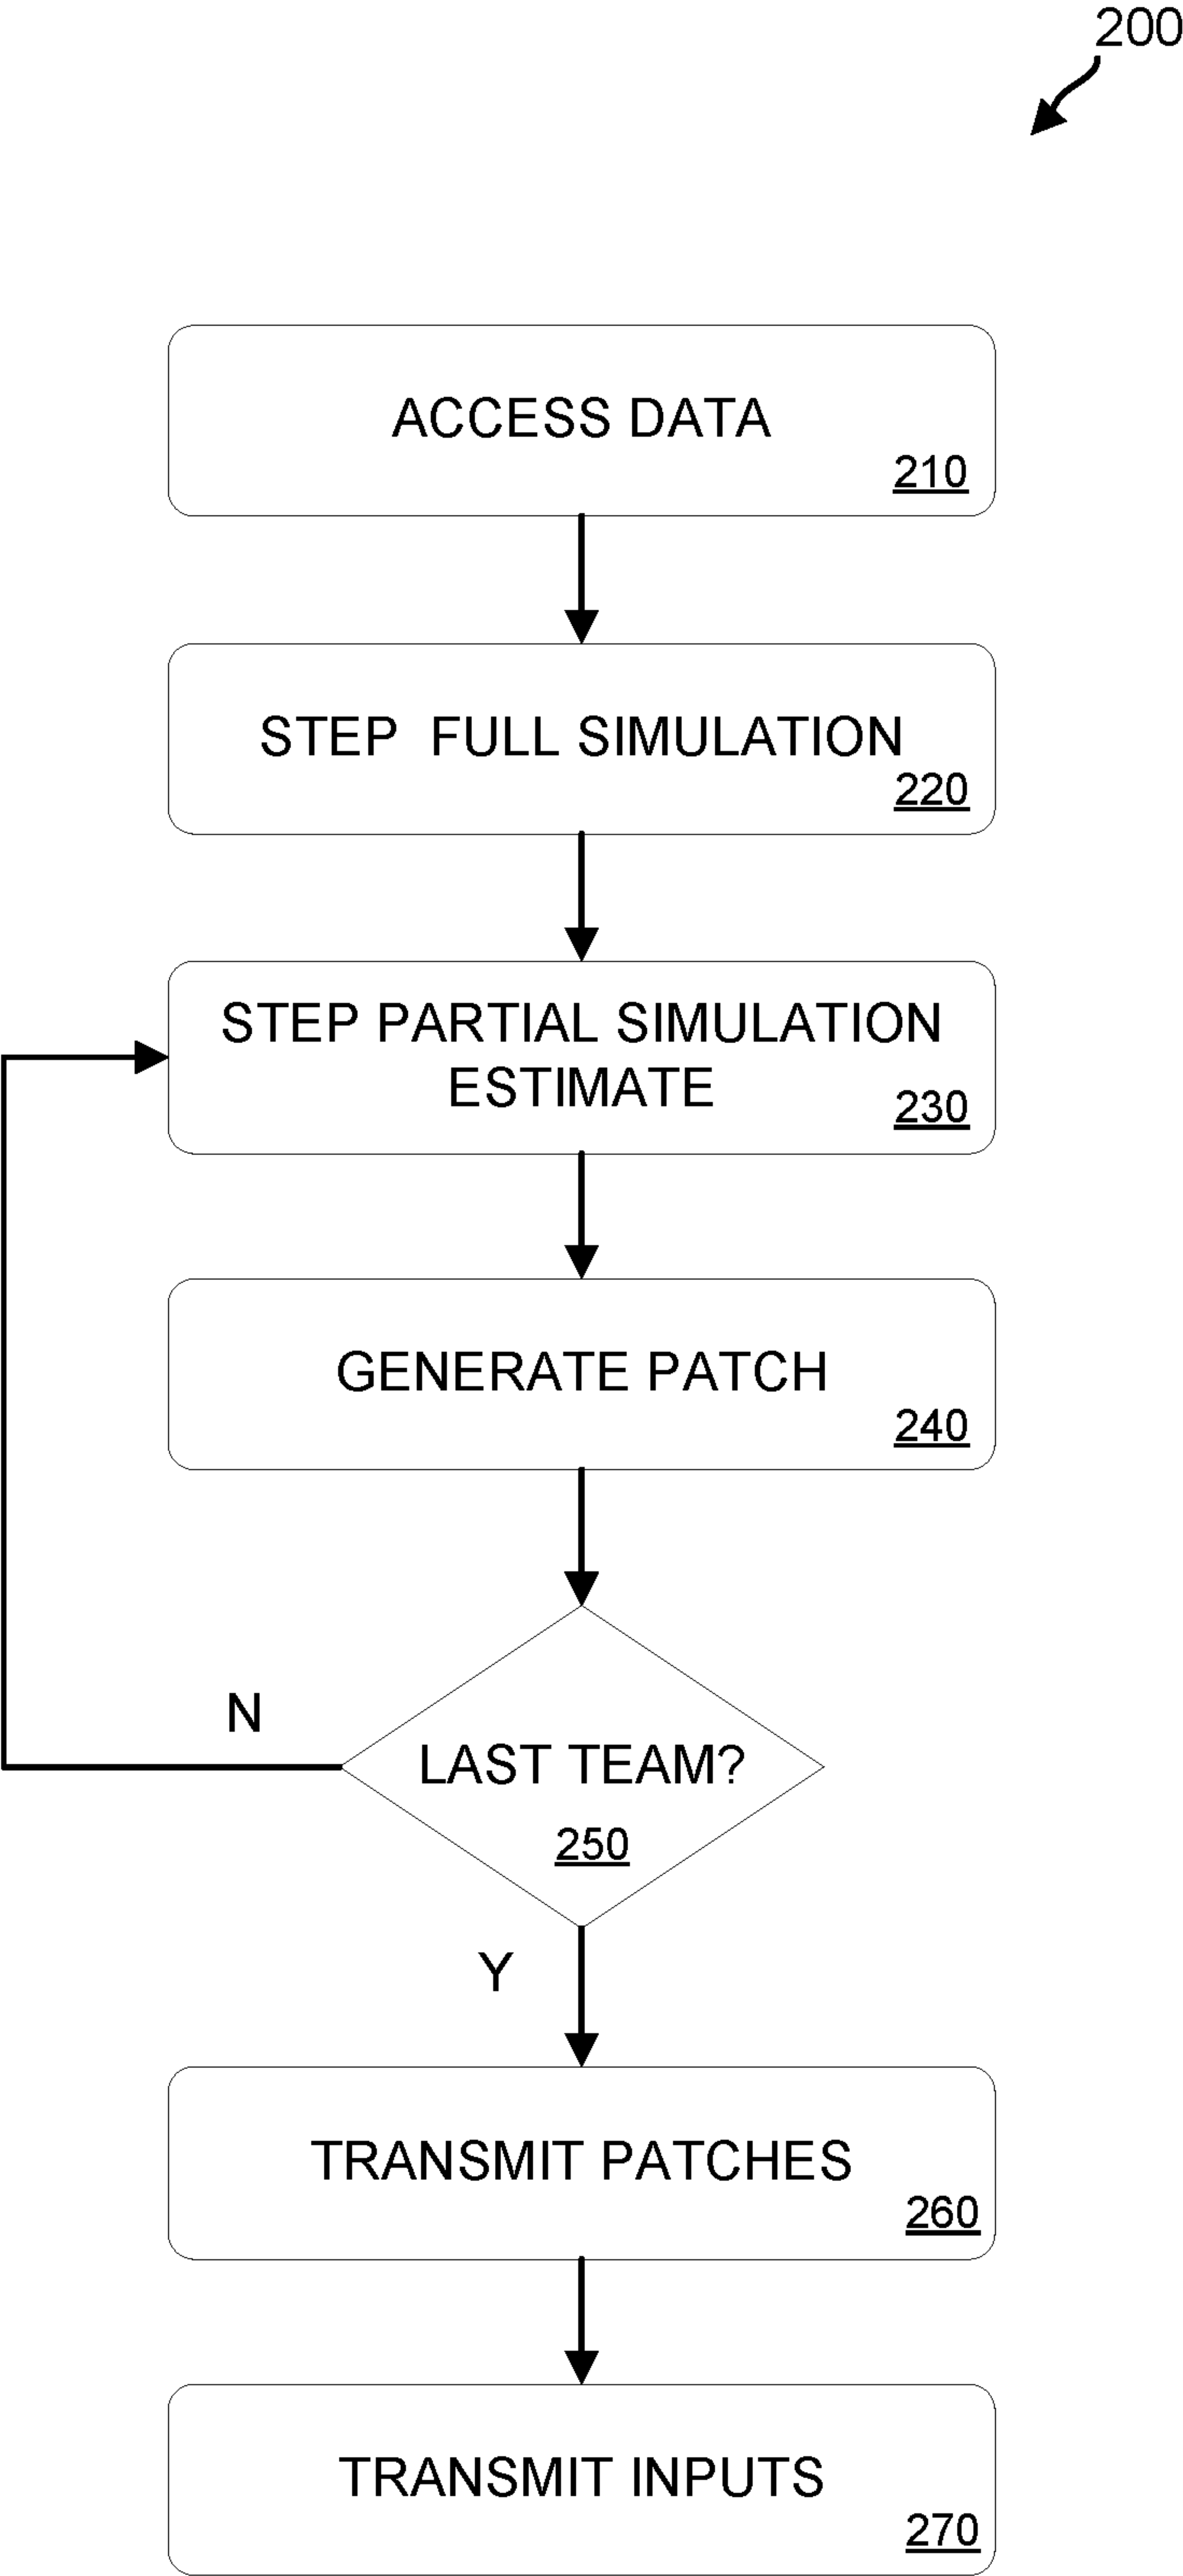 200
ACCESS DATA
210
STEP FULL SIMULATION
220
STEP PARTIAL SIMULATION
ESTIMATE
230
GENERATE PATCH
240
N
LAST TEAM?
250
Y
TRANSMIT PATCHES
260
TRANSMIT INPUTS
270